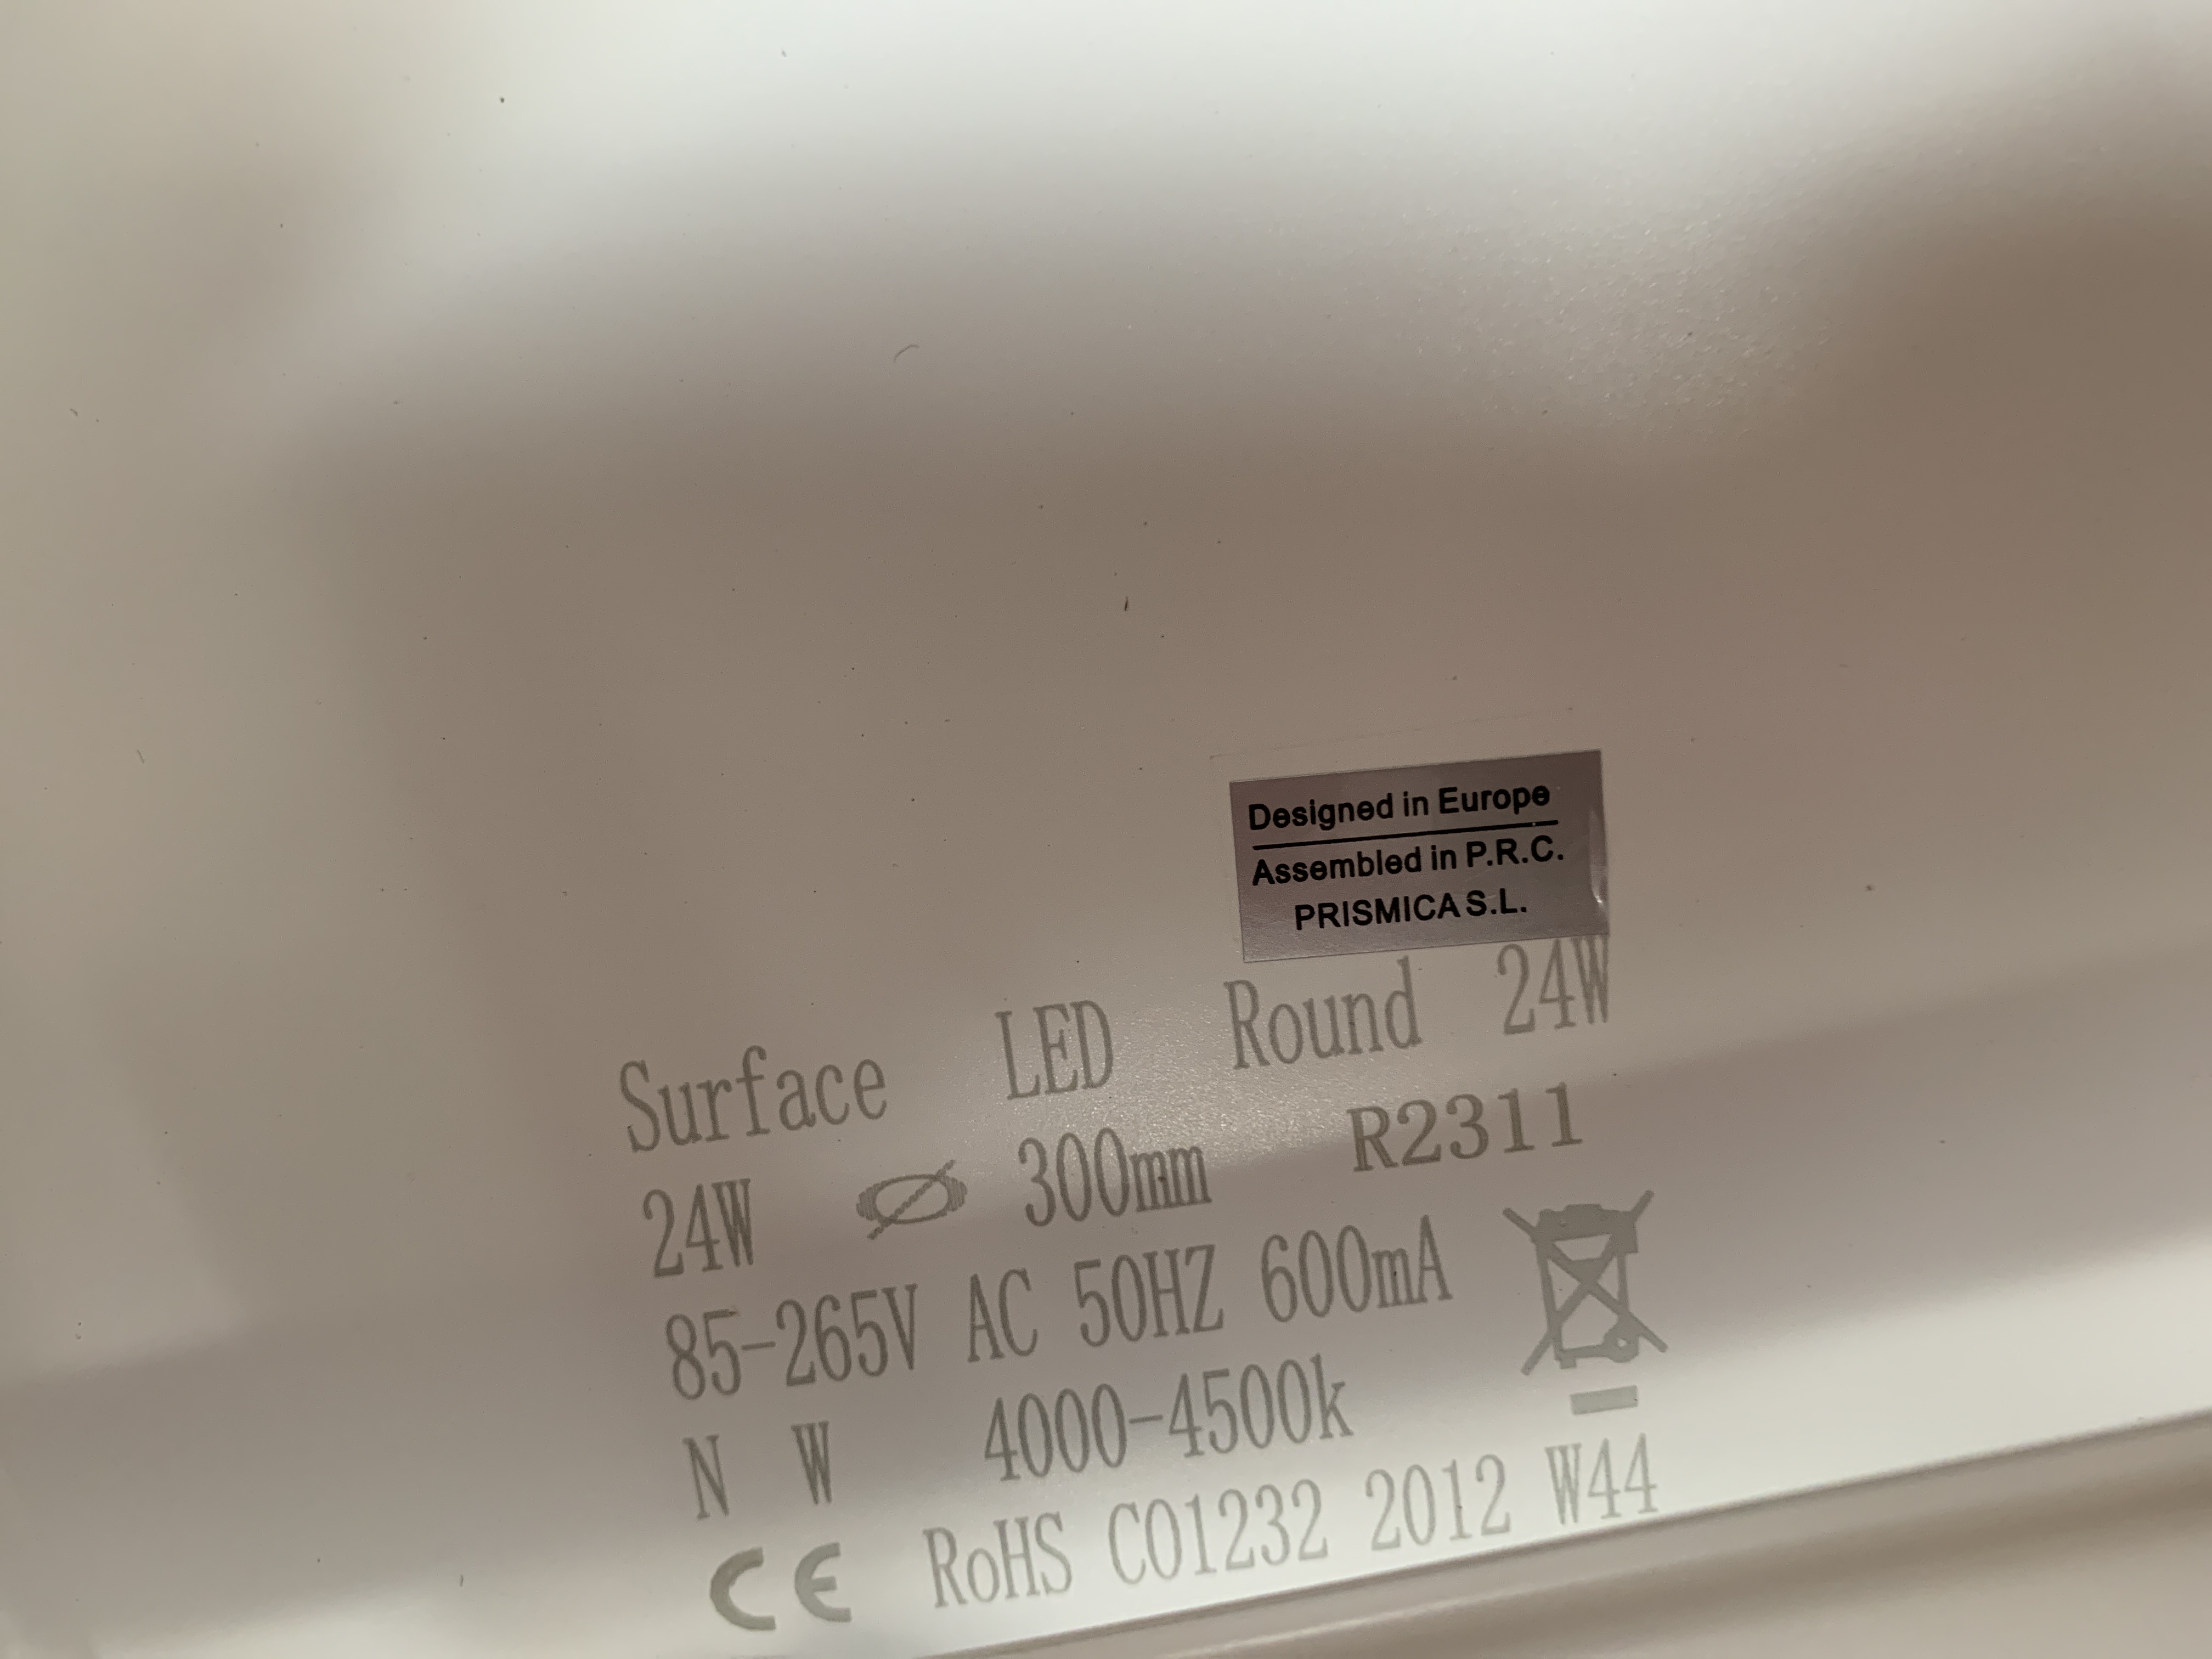 Designed in Europe
Assembled in P.R.C.
PRISMICA S.L.
Surface LED Round 24W
24W Ø 300mm R2311
85-265V AC 50HZ 600mA
N W 4000-4500k
CE RoHS C01232 2012 W44